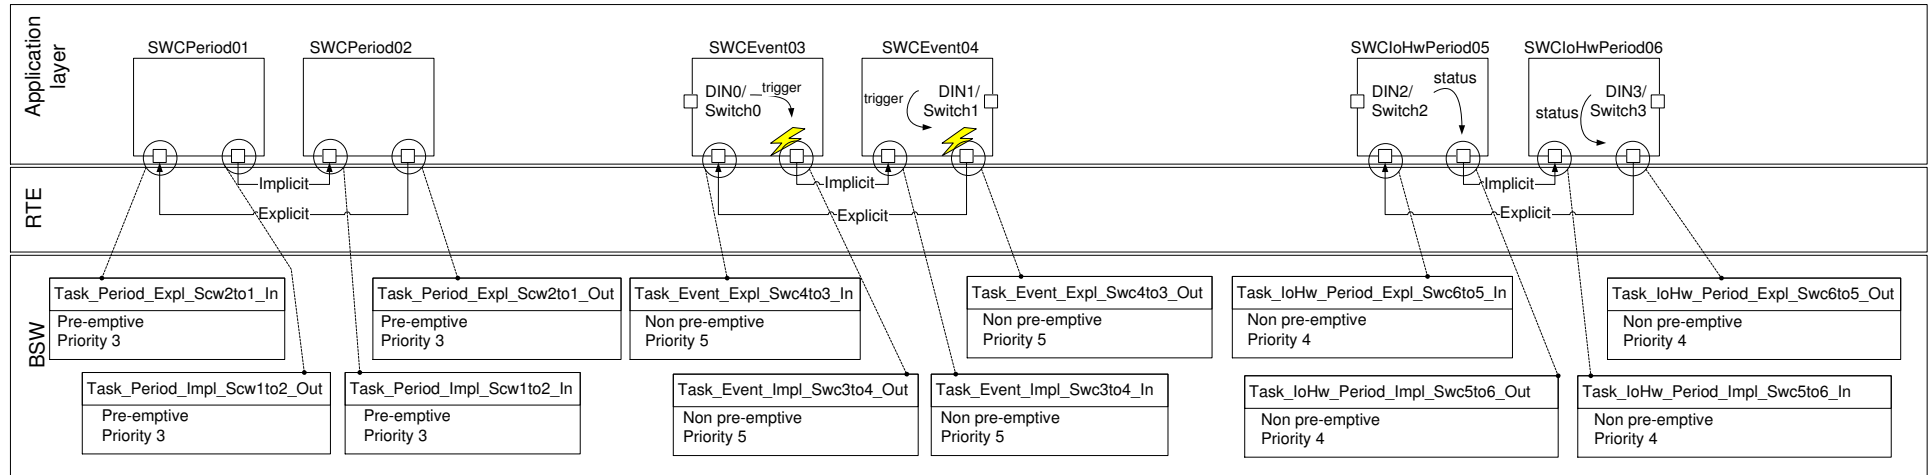 Application
layer
SWCPeriod01
SWCPeriod02
SWCEvent03
SWCEvent04
SWCIoHwPeriod05
SWCIoHwPeriod06
DIN0/
Switch0
trigger
trigger
DIN1/
Switch1
DIN2/
Switch2
status
status
DIN3/
Switch3
RTE
Implicit
Explicit
Implicit
Explicit
Implicit
Explicit
BSW
Task_Period_Expl_Scw2to1_In
Pre-emptive
Priority 3
Task_Period_Expl_Scw2to1_Out
Pre-emptive
Priority 3
Task_Event_Expl_Swc4to3_In
Non pre-emptive
Priority 5
Task_Event_Expl_Swc4to3_Out
Non pre-emptive
Priority 5
Task_IoHw_Period_Expl_Swc6to5_In
Non pre-emptive
Priority 4
Task_IoHw_Period_Expl_Swc6to5_Out
Non pre-emptive
Priority 4
Task_Period_Impl_Scw1to2_Out
Pre-emptive
Priority 3
Task_Period_Impl_Scw1to2_In
Pre-emptive
Priority 3
Task_Event_Impl_Swc3to4_Out
Non pre-emptive
Priority 5
Task_Event_Impl_Swc3to4_In
Non pre-emptive
Priority 5
Task_IoHw_Period_Impl_Swc5to6_Out
Non pre-emptive
Priority 4
Task_IoHw_Period_Impl_Swc5to6_In
Non pre-emptive
Priority 4